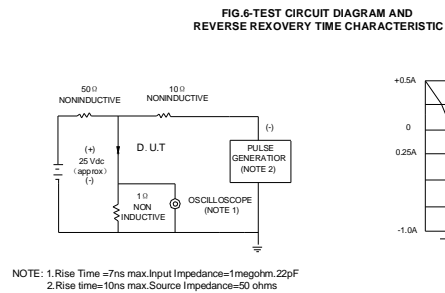 FIG.6-TEST CIRCUIT DIAGRAM AND
REVERSE REXOVERY TIME CHARACTERISTIC
50Ω
NONINDUCTIVE
10Ω
NONINDUCTIVE
(+)
25 Vdc
(approx)
(-)
D.U.T
1Ω
NON
INDUCTIVE
OSCILLOSCOPE
(NOTE 1)
(-)
PULSE
GENERATIOR
(NOTE 2)
+0.5A
0
0.25A
-1.0A
NOTE: 1.Rise Time =7ns max.Input Impedance=1megohm.22pF
2.Rise time=10ns max.Source Impedance=50 ohms